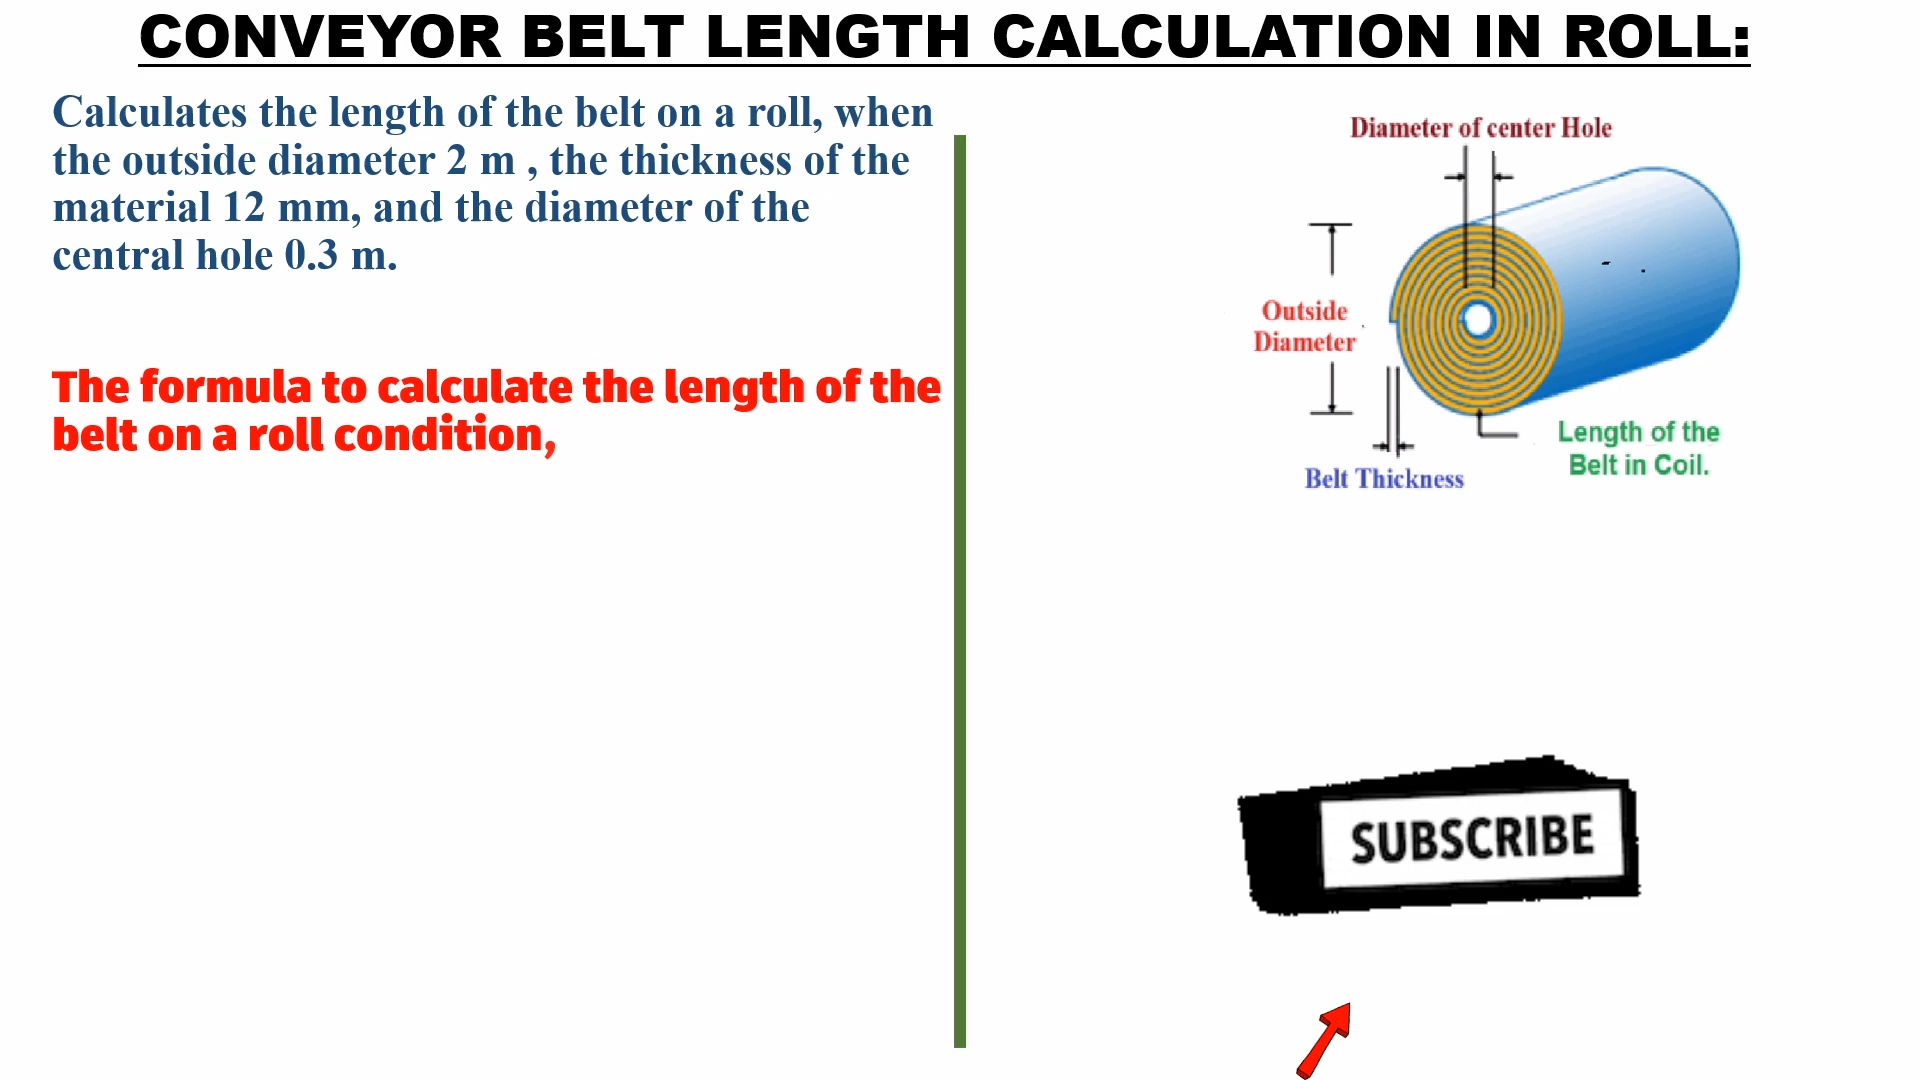 CONVEYOR BELT LENGTH CALCULATION IN ROLL:
Calculates the length of the belt on a roll, when
the outside diameter 2 m , the thickness of the
material 12 mm, and the diameter of the
central hole 0.3 m.
The formula to calculate the length of the
belt on a roll condition,
Diameter of center Hole
Outside
Diameter
Belt Thickness
Length of the
Belt in Coil.
SUBSCRIBE